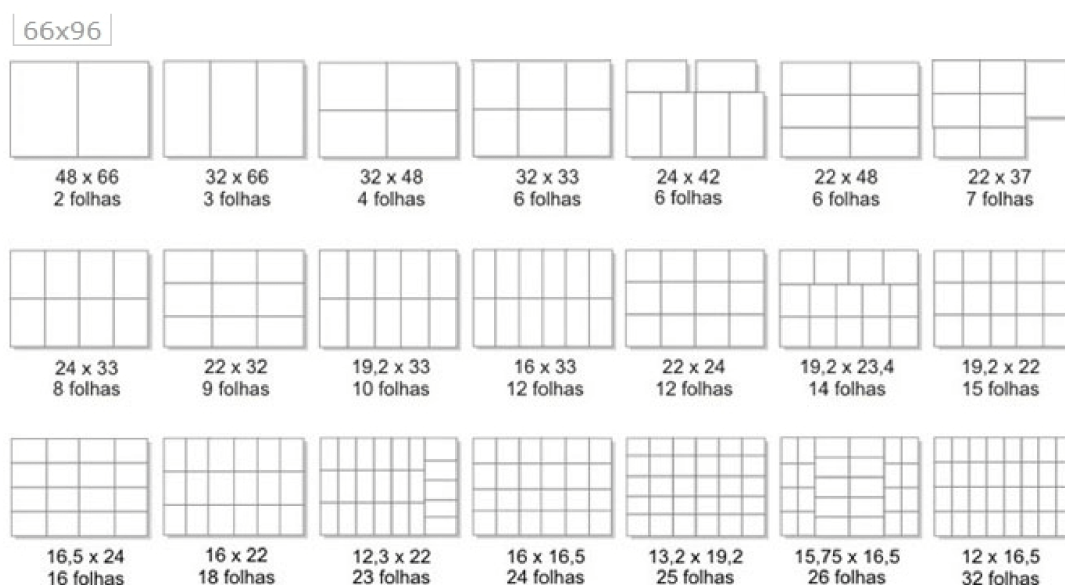 66x96
48 x 66
2 folhas
32 x 66
3 folhas
32 x 48
4 folhas
32 x 33
6 folhas
24 x 42
6 folhas
22 x 48
6 folhas
22 x 37
7 folhas
24 x 33
8 folhas
22 x 32
9 folhas
19,2 x 33
10 folhas
16 x 33
12 folhas
22 x 24
12 folhas
19,2 x 23,4
14 folhas
19,2 x 22
15 folhas
16,5 x 24
16 folhas
16 x 22
18 folhas
12,3 x 22
23 folhas
16 x 16,5
24 folhas
13,2 x 19,2
25 folhas
15,75 x 16,5
26 folhas
12 x 16,5
32 folhas